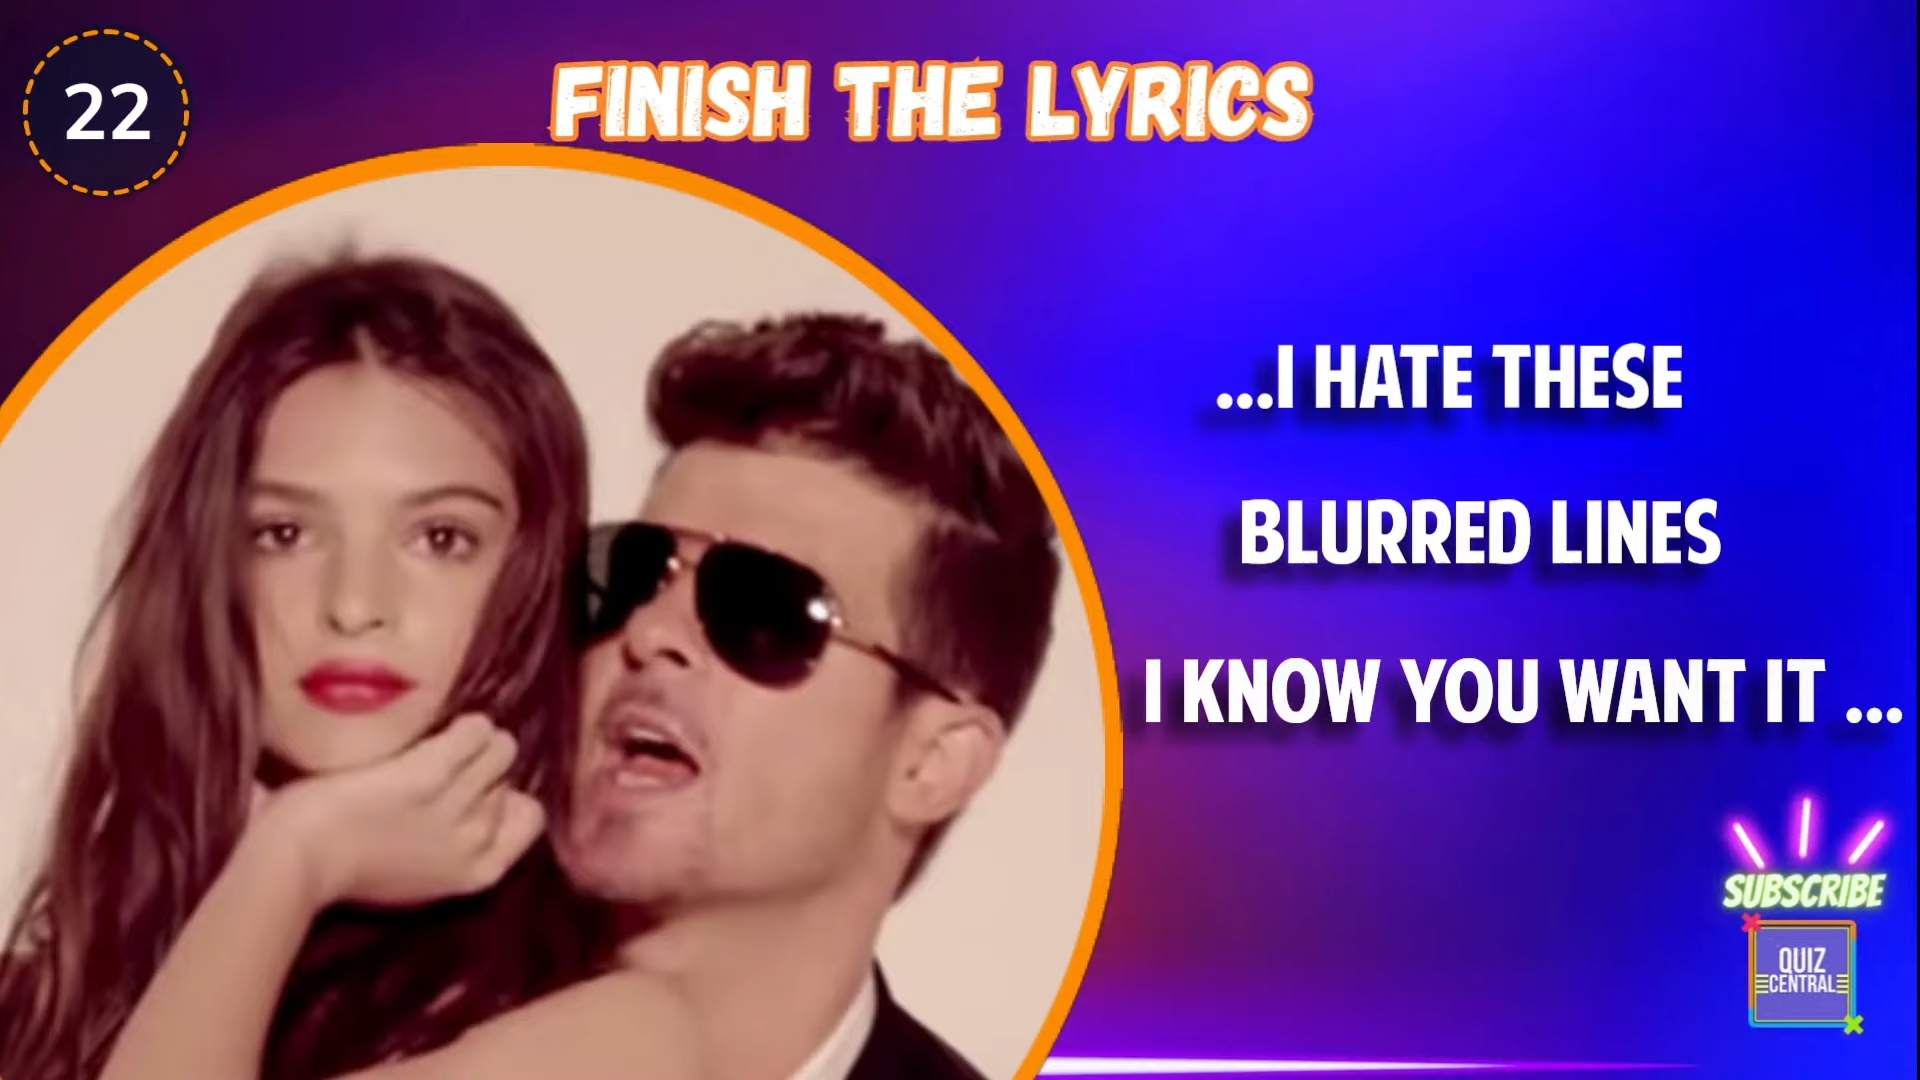 22
FINISH THE LYRICS
...I HATE THESE
BLURRED LINES
I KNOW YOU WANT IT ...
SUBSCRIBE
QUIZ
CENTRAL